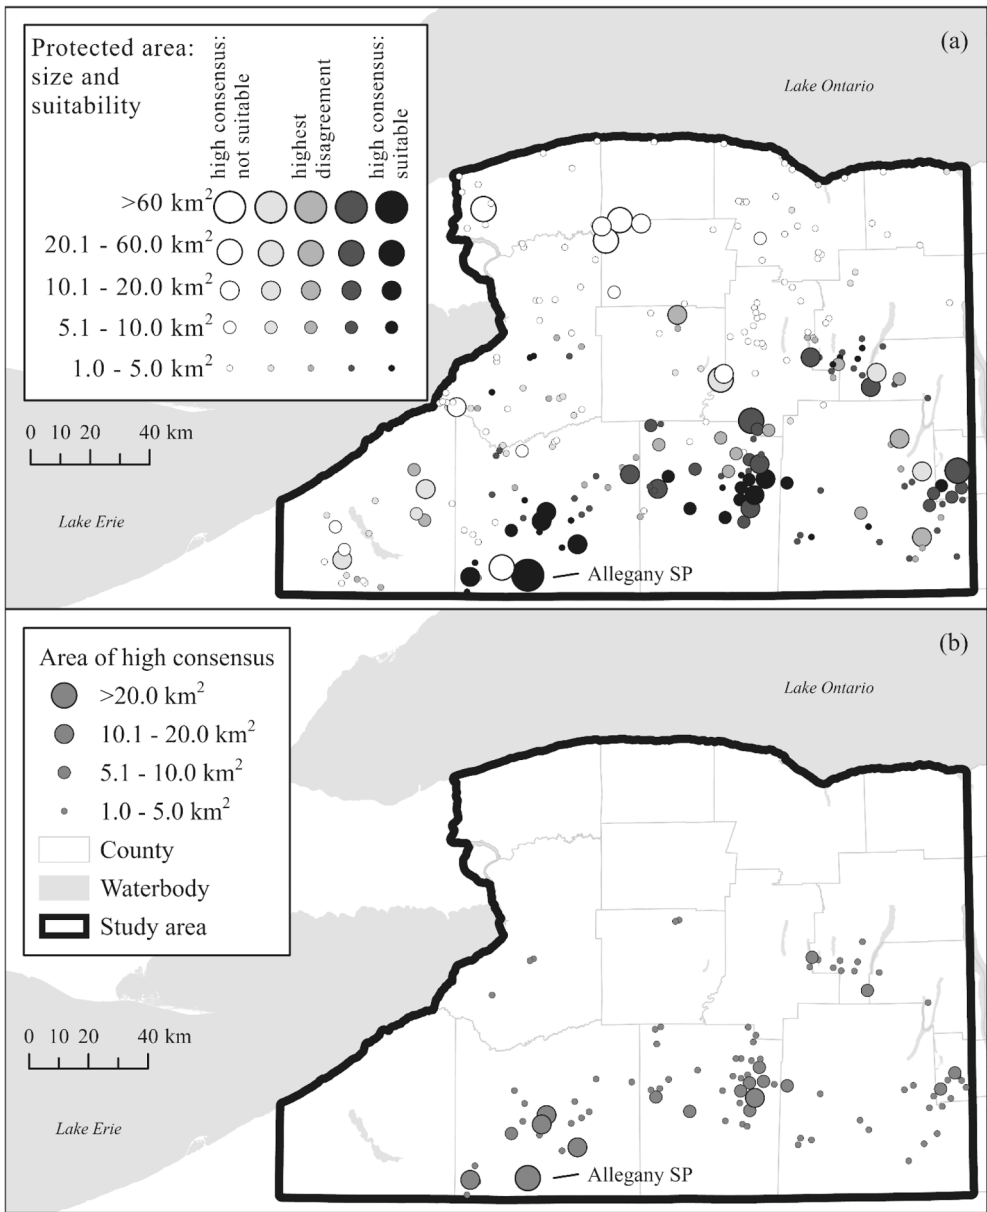 (a)
Lake Ontario
Protected area:
size and
suitability
high consensus:
not suitable
highest
disagreement
high consensus:
suitable
>60 km²
20.1 - 60.0 km²
10.1 - 20.0 km²
5.1 - 10.0 km²
1.0 - 5.0 km²
0 10 20 40 km
Lake Erie
Allegany SP
(b)
Lake Ontario
Area of high consensus
>20.0 km²
10.1 - 20.0 km²
5.1 - 10.0 km²
1.0 - 5.0 km²
County
Waterbody
Study area
0 10 20 40 km
Lake Erie
Allegany SP